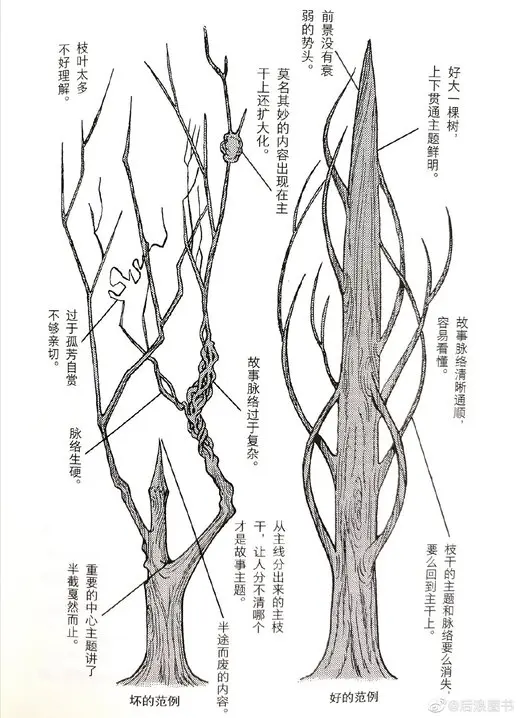 枝叶太多
不好理解。
莫名其妙的内容出现在主
干上还扩大化。
过于孤芳自赏
不够亲切。
脉络生硬。
故事脉络过于复杂。
重要的中心主题讲了
半截戛然而止。
从主线分出来的主枝
干，让人分不清哪个
才是故事主题。
半途而废的内容。
坏的范例
前景没有衰
弱的势头。
好大一棵树，
上下贯通主题鲜明。
故事脉络清晰通顺，
容易看懂。
枝干的主题和脉络要么消失，
要么回到主干上。
好的范例
@后浪图书